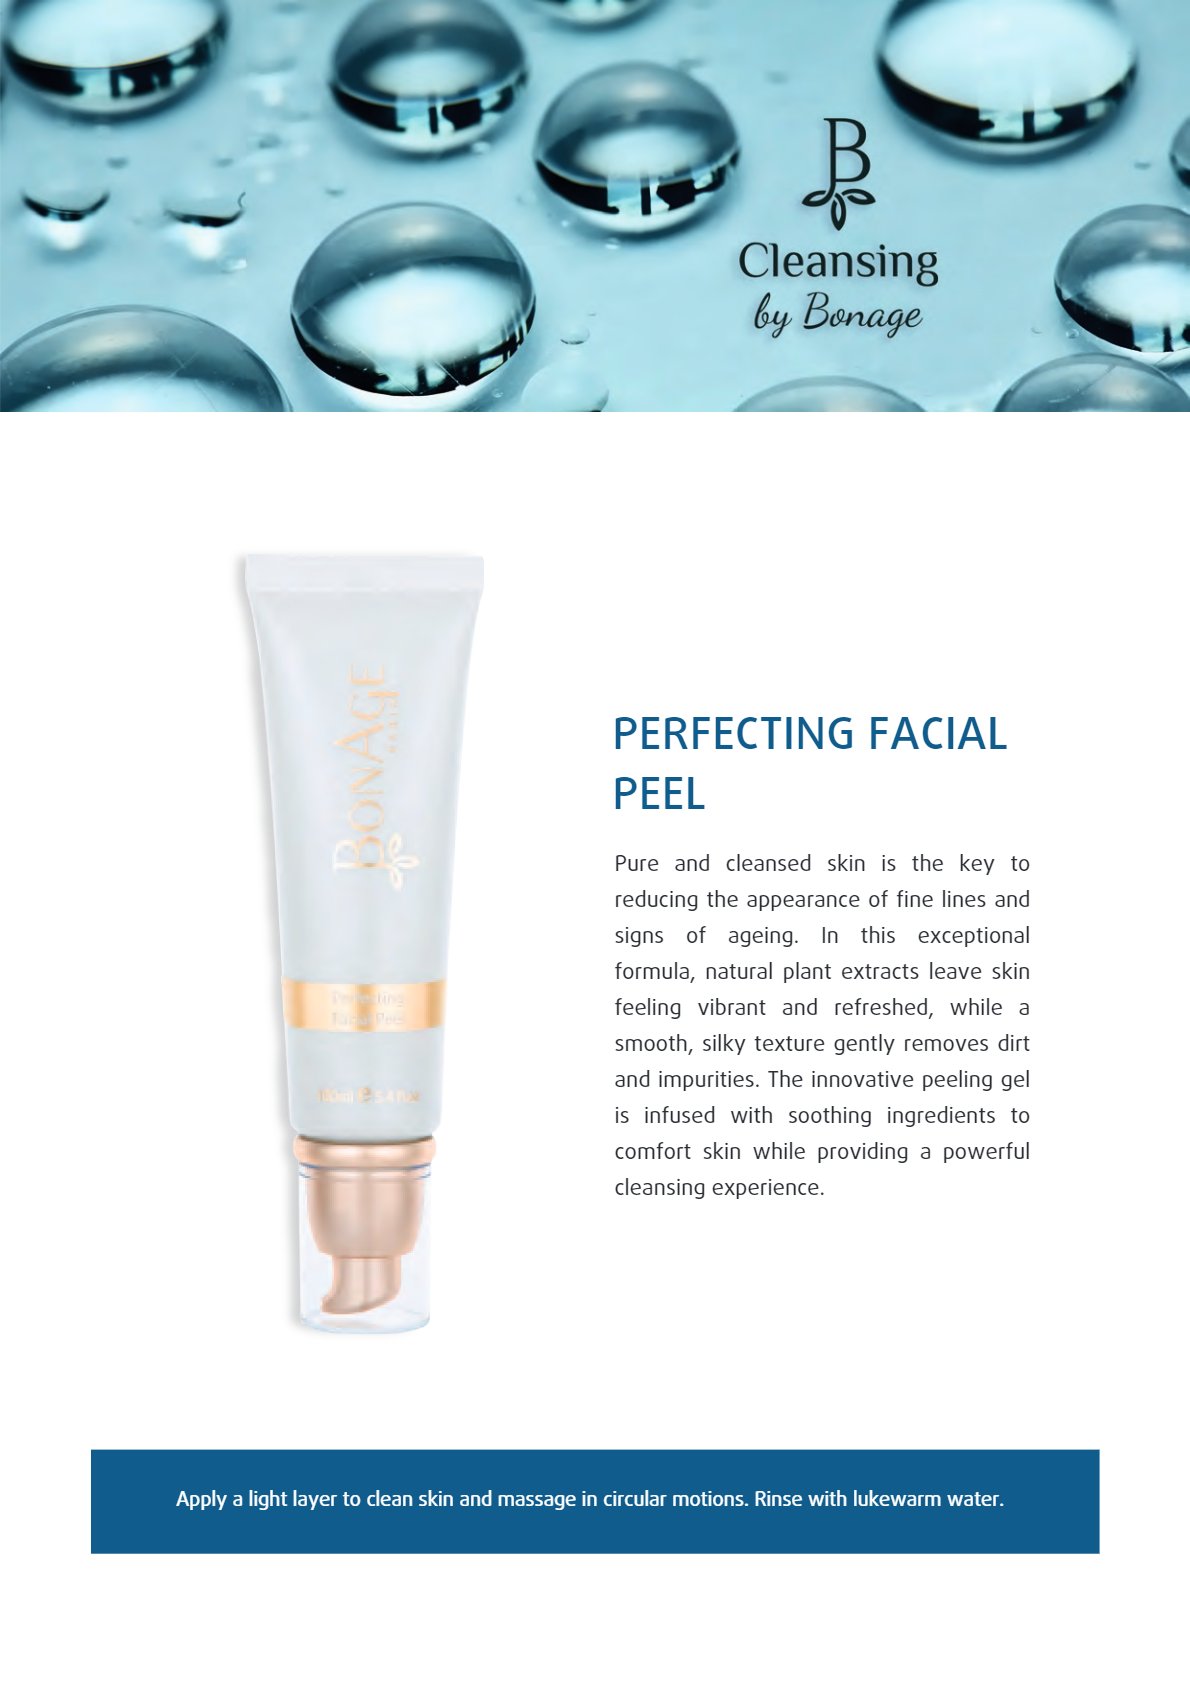 B
Cleansing
by Bonage
BONAGE
PARIS
Perfecting
Facial Peel
PERFECTING FACIAL
PEEL
Pure and cleansed skin is the key to
reducing the appearance of fine lines and
signs of ageing. In this exceptional
formula, natural plant extracts leave skin
feeling vibrant and refreshed, while a
smooth, silky texture gently removes dirt
and impurities. The innovative peeling gel
is infused with soothing ingredients to
comfort skin while providing a powerful
cleansing experience.
Apply a light layer to clean skin and massage in circular motions. Rinse with lukewarm water.